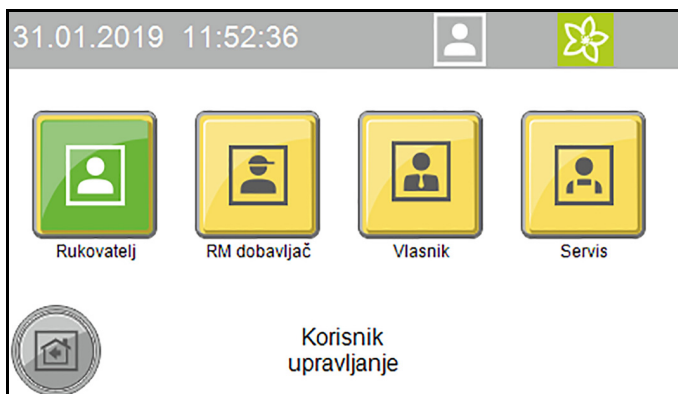 31.01.2019 11:52:36
Rukovatelj RM dobavljač Vlasnik Servis
Korisnik
upravljanje